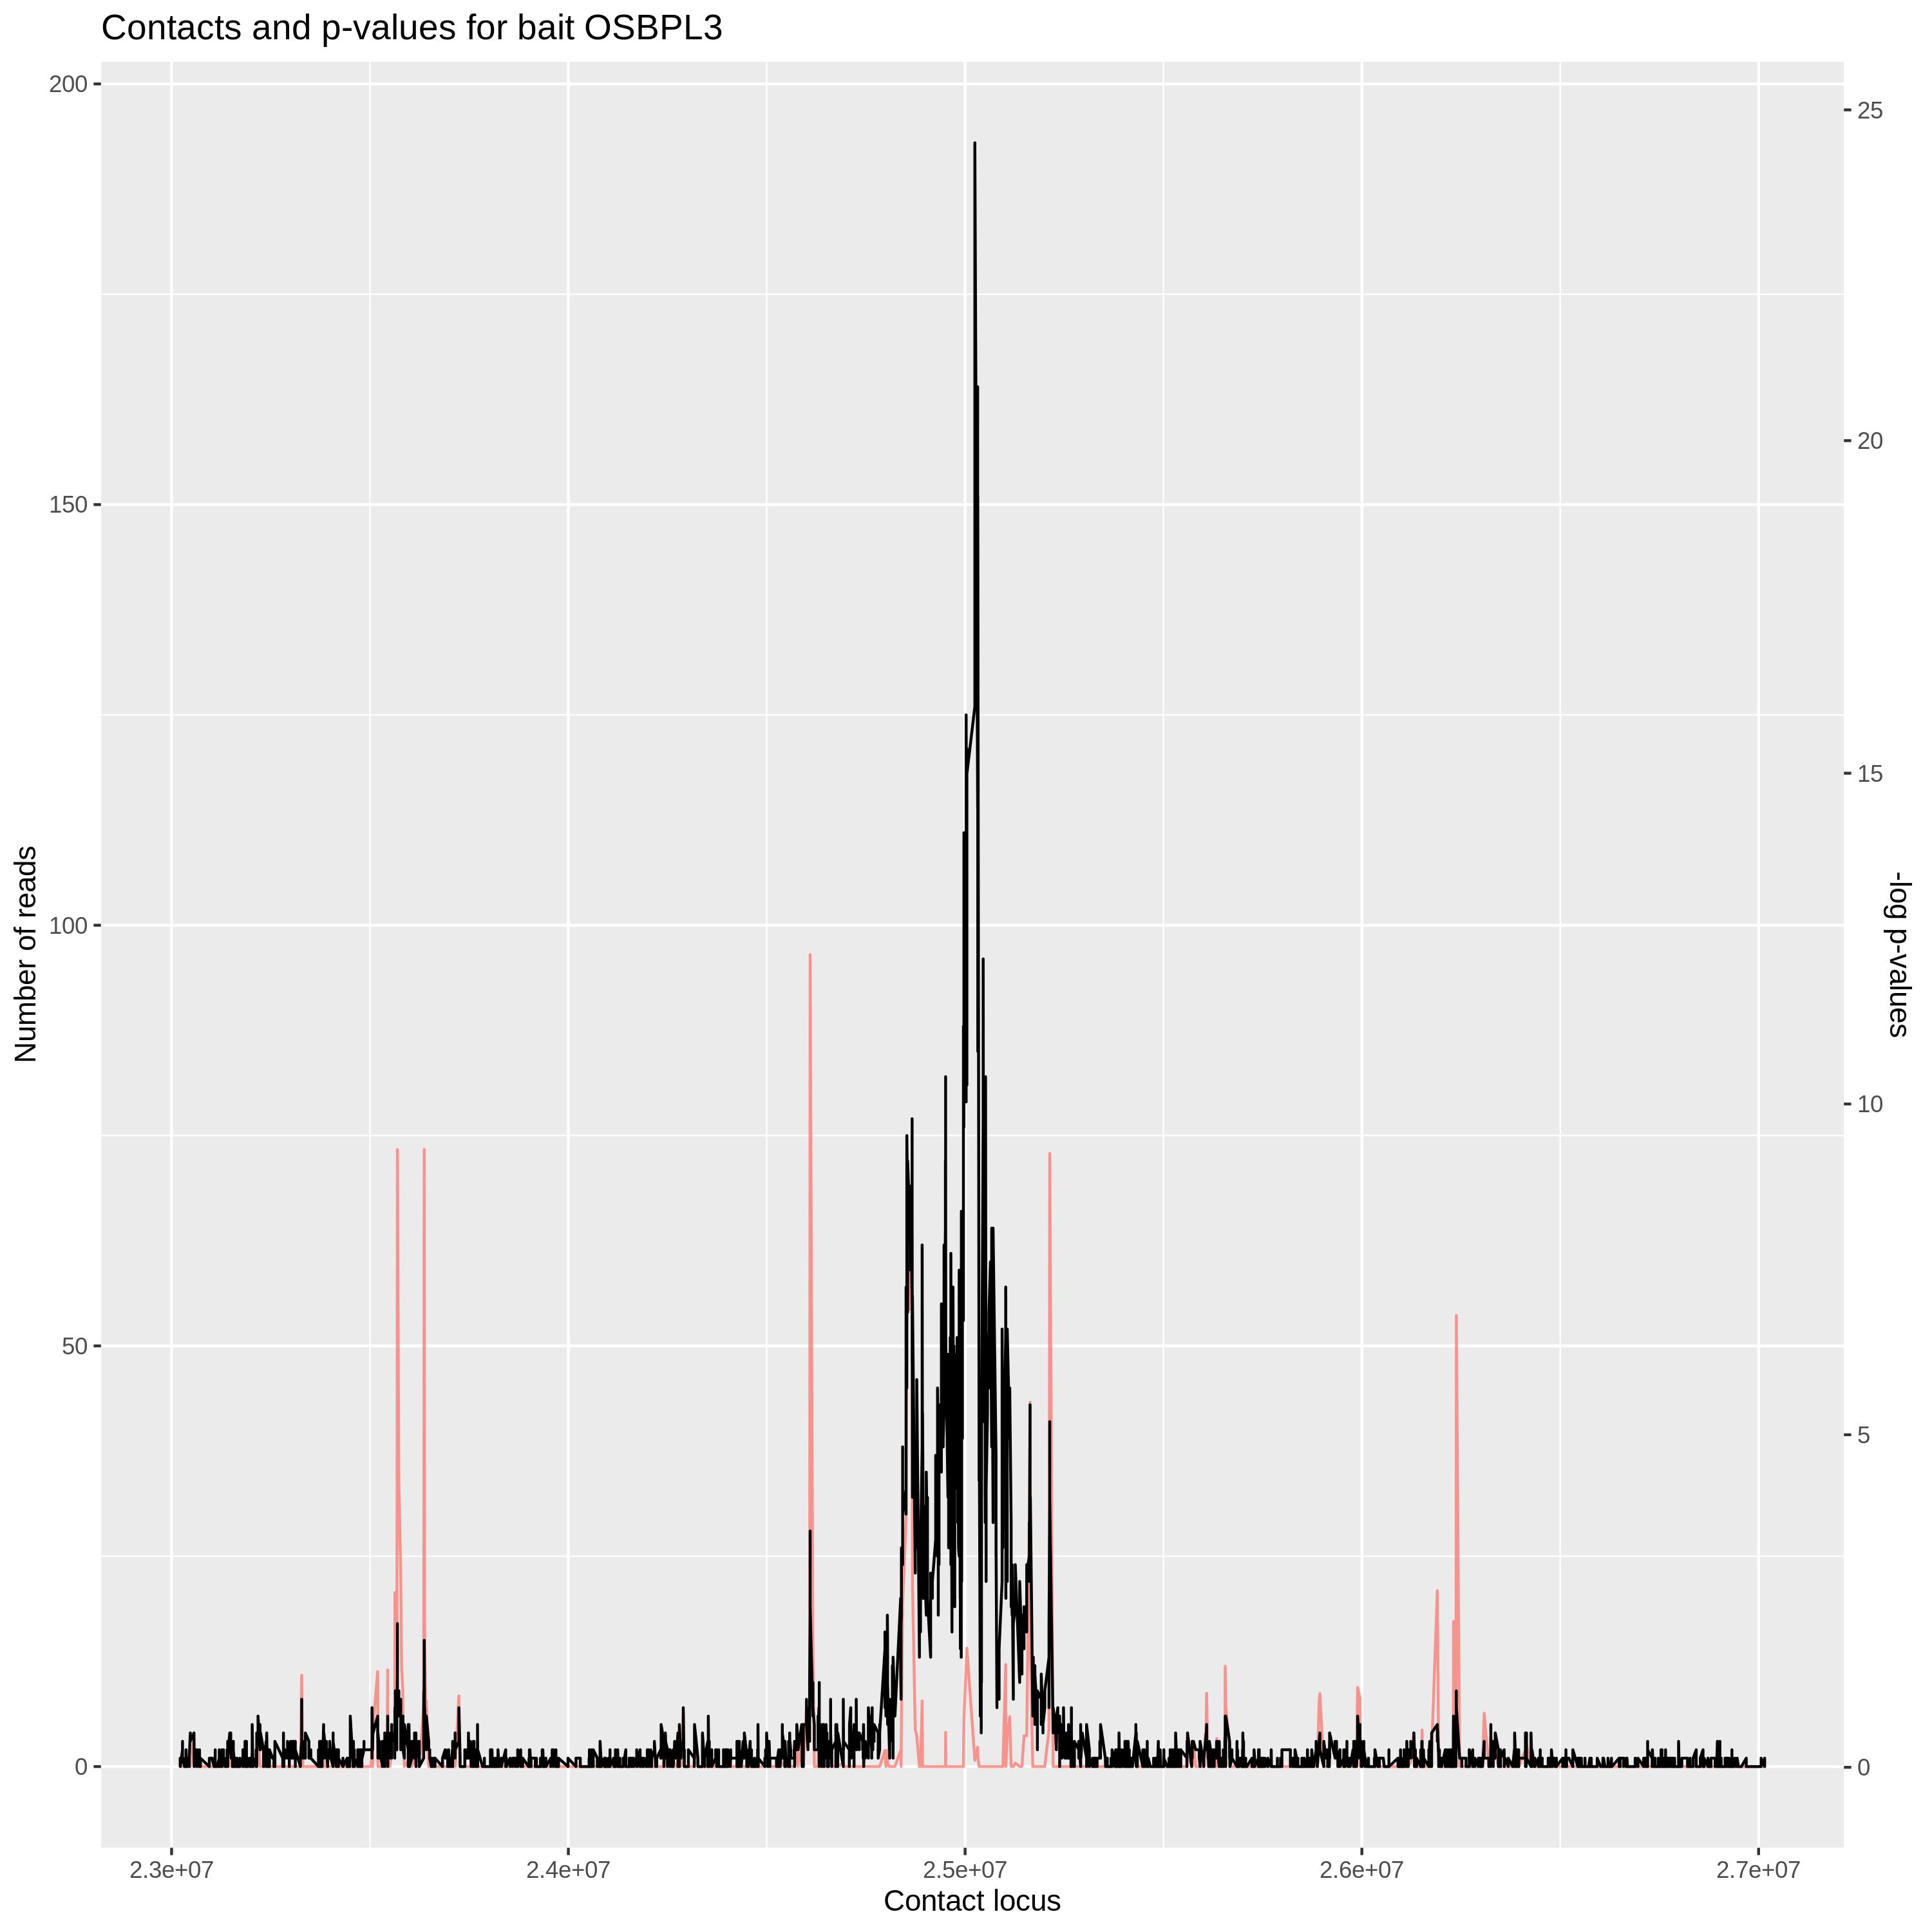 Contacts and p-values for bait OSBPL3
200
150
100
50
0
Number of reads
25
20
15
10
5
0
-log p-values
2.3e+07
2.4e+07
2.5e+07
2.6e+07
2.7e+07
Contact locus